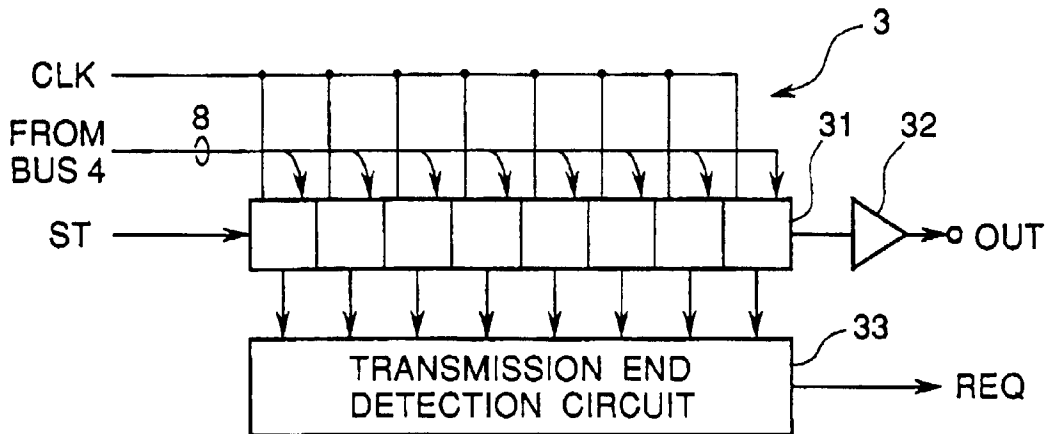 3
CLK
8
FROM
BUS 4
31
32
ST
OUT
33
TRANSMISSION END
DETECTION CIRCUIT
REQ